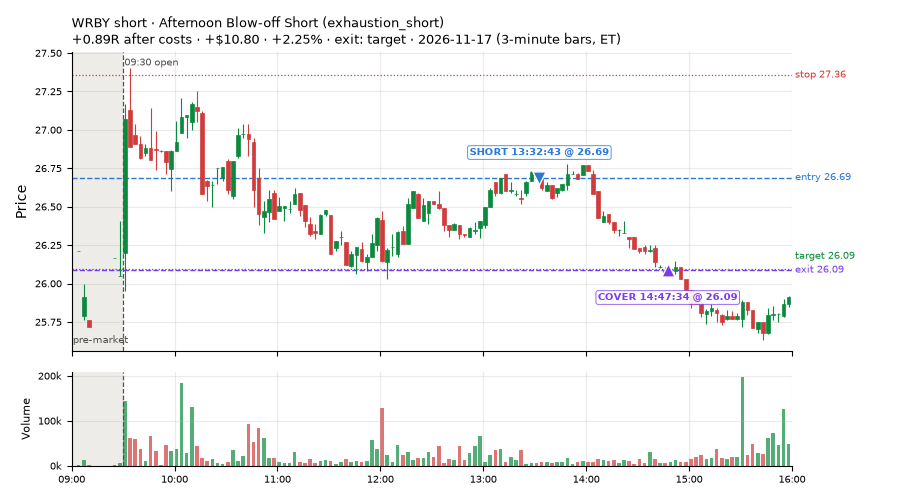 WRBY short · Afternoon Blow-off Short (exhaustion_short)
+0.89R after costs · +$10.80 · +2.25% · exit: target · 2026-11-17 (3-minute bars, ET)
27.50
09:30 open
stop 27.36
27.25
27.00
SHORT 13:32:43 @ 26.69
26.75
entry 26.69
Price
26.50
26.25
target 26.09
exit 26.09
26.00
COVER 14:47:34 @ 26.09
25.75
pre-market
200k
Volume
100k
0k
09:00 10:00 11:00 12:00 13:00 14:00 15:00 16:00